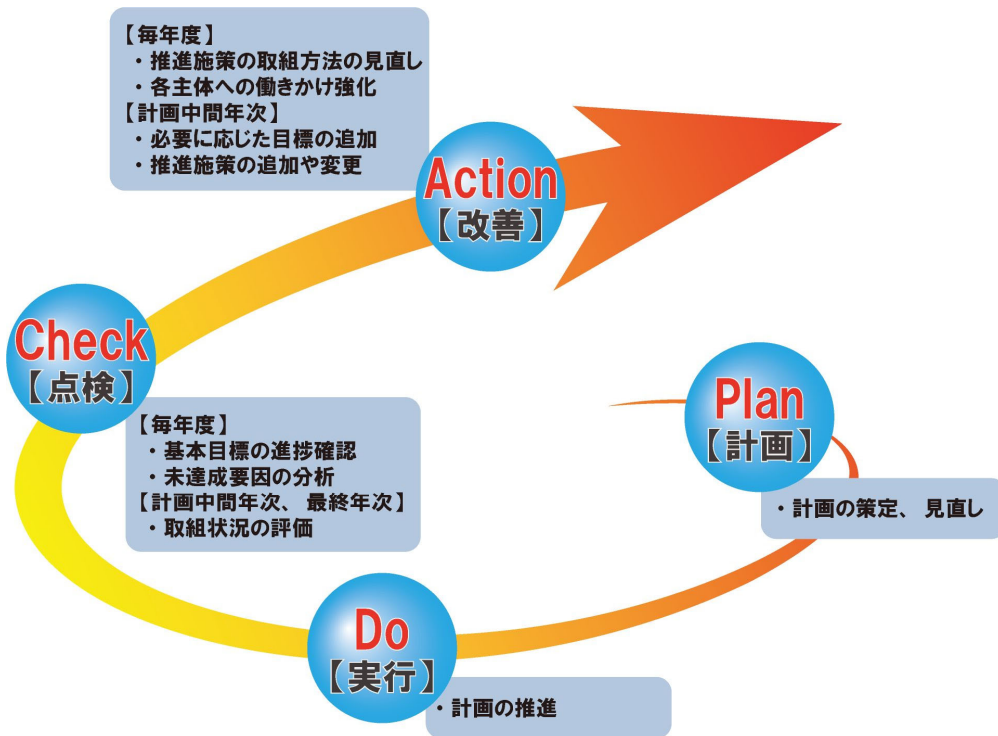 【毎年度】
・推進施策の取組方法の見直し
・各主体への働きかけ強化
【計画中間年次】
・必要に応じた目標の追加
・推進施策の追加や変更
Action
【改善】
Check
【点検】
【毎年度】
・基本目標の進捗確認
・未達成要因の分析
【計画中間年次、最終年次】
・取組状況の評価
Plan
【計画】
・計画の策定、見直し
Do
【実行】
・計画の推進